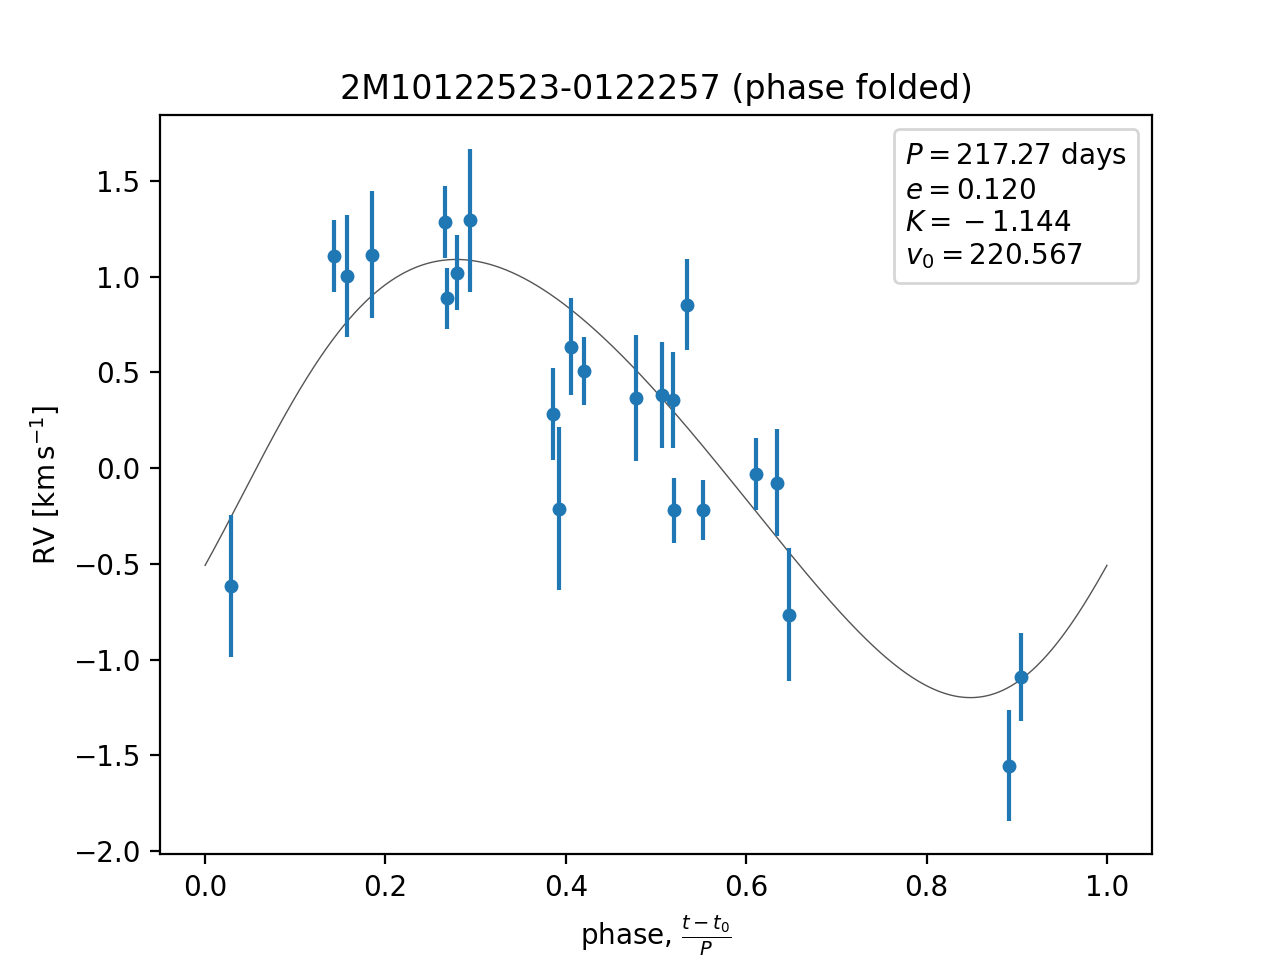 2M10122523-0122257 (phase folded)
P = 217.27 days
e = 0.120
K = −1.144
v₀ = 220.567
RV [km s⁻¹]
1.5
1.0
0.5
0.0
−0.5
−1.0
−1.5
−2.0
0.0 0.2 0.4 0.6 0.8 1.0
phase, (t − t₀)/P